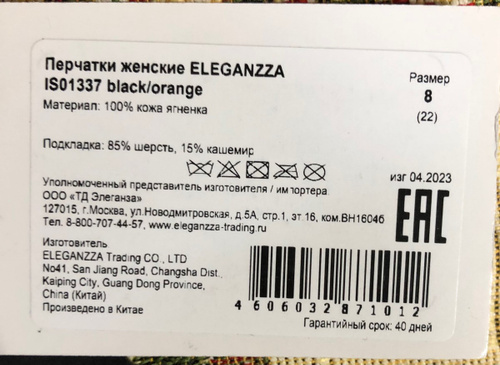 Перчатки женские ELEGANZZA
IS01337 black/orange
Материал: 100% кожа ягненка
Размер
8
(22)
Подкладка: 85% шерсть, 15% кашемир
изг 04.2023
Уполномоченный представитель изготовителя / импортера
ООО «ТД Элеганза»
127015, г.Москва, ул.Новодмитровская, д.5А, стр.1, эт.16, ком.ВН1604б
Тел. 8-800-707-44-57, www.eleganzza-trading.ru
EAC
Изготовитель
ELEGANZZA Trading CO., LTD
No41, San Jiang Road, Changsha Dist.,
Kaiping City, Guang Dong Province,
China (Китай)
Произведено в Китае
4606032871012
Гарантийный срок: 40 дней